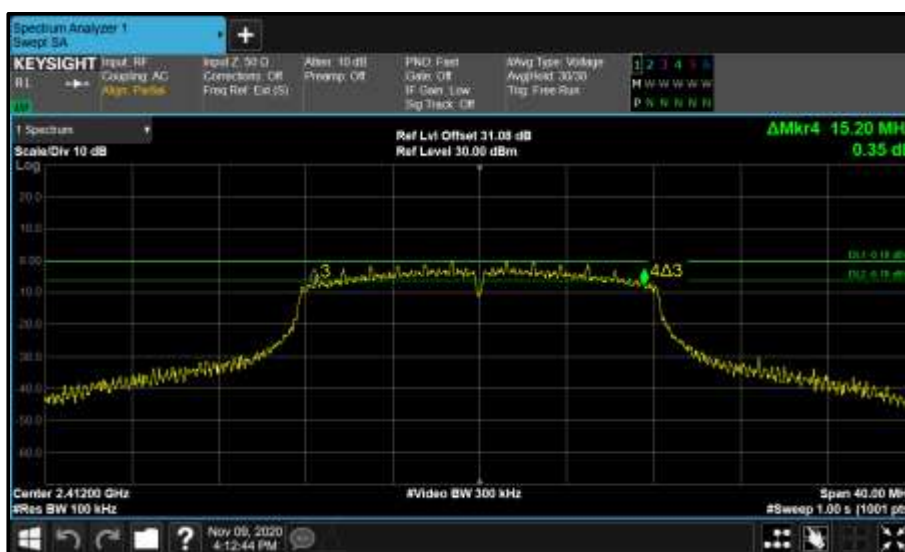 Spectrum Analyzer 1
Swept SA
+
KEYSIGHT Input: RF Input Z: 50 Ω Atten: 10 dB PNO: Fast #Avg Type: Voltage 1 2 3 4 5 6
R L Coupling: AC Corrections: Off Preamp: Off Gate: Off Avg|Hold: 30/30 M W W W W W
Align: Partial Freq Ref: Ext (S) IF Gain: Low Trig: Free Run
Sig Track: Off P N N N N N
1 Spectrum Ref Lvl Offset 31.08 dB ΔMkr4 15.20 MH
Scale/Div 10 dB Ref Level 30.00 dBm 0.35 d
Log
20.0
10.0
0.00
3 4Δ3
-10.0
-20.0
-30.0
-40.0
-50.0
-60.0
Center 2.41200 GHz #Video BW 300 kHz Span 40.00 MH
#Res BW 100 kHz #Sweep 1.00 s (1001 pts
? Nov 09, 2020
4:12:44 PM